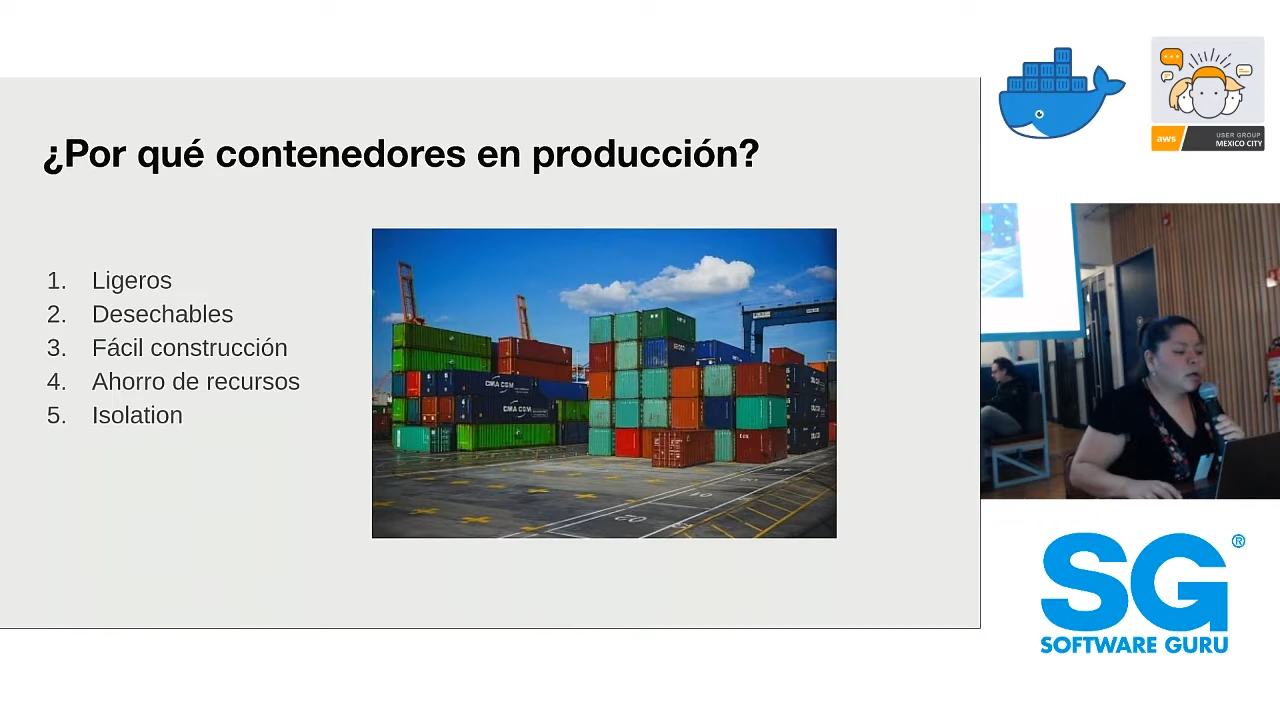 ¿Por qué contenedores en producción?
1. Ligeros
2. Desechables
3. Fácil construcción
4. Ahorro de recursos
5. Isolation
CMA CGM
CMA CGM
aws
USER GROUP
MEXICO CITY
SG®
SOFTWARE GURU